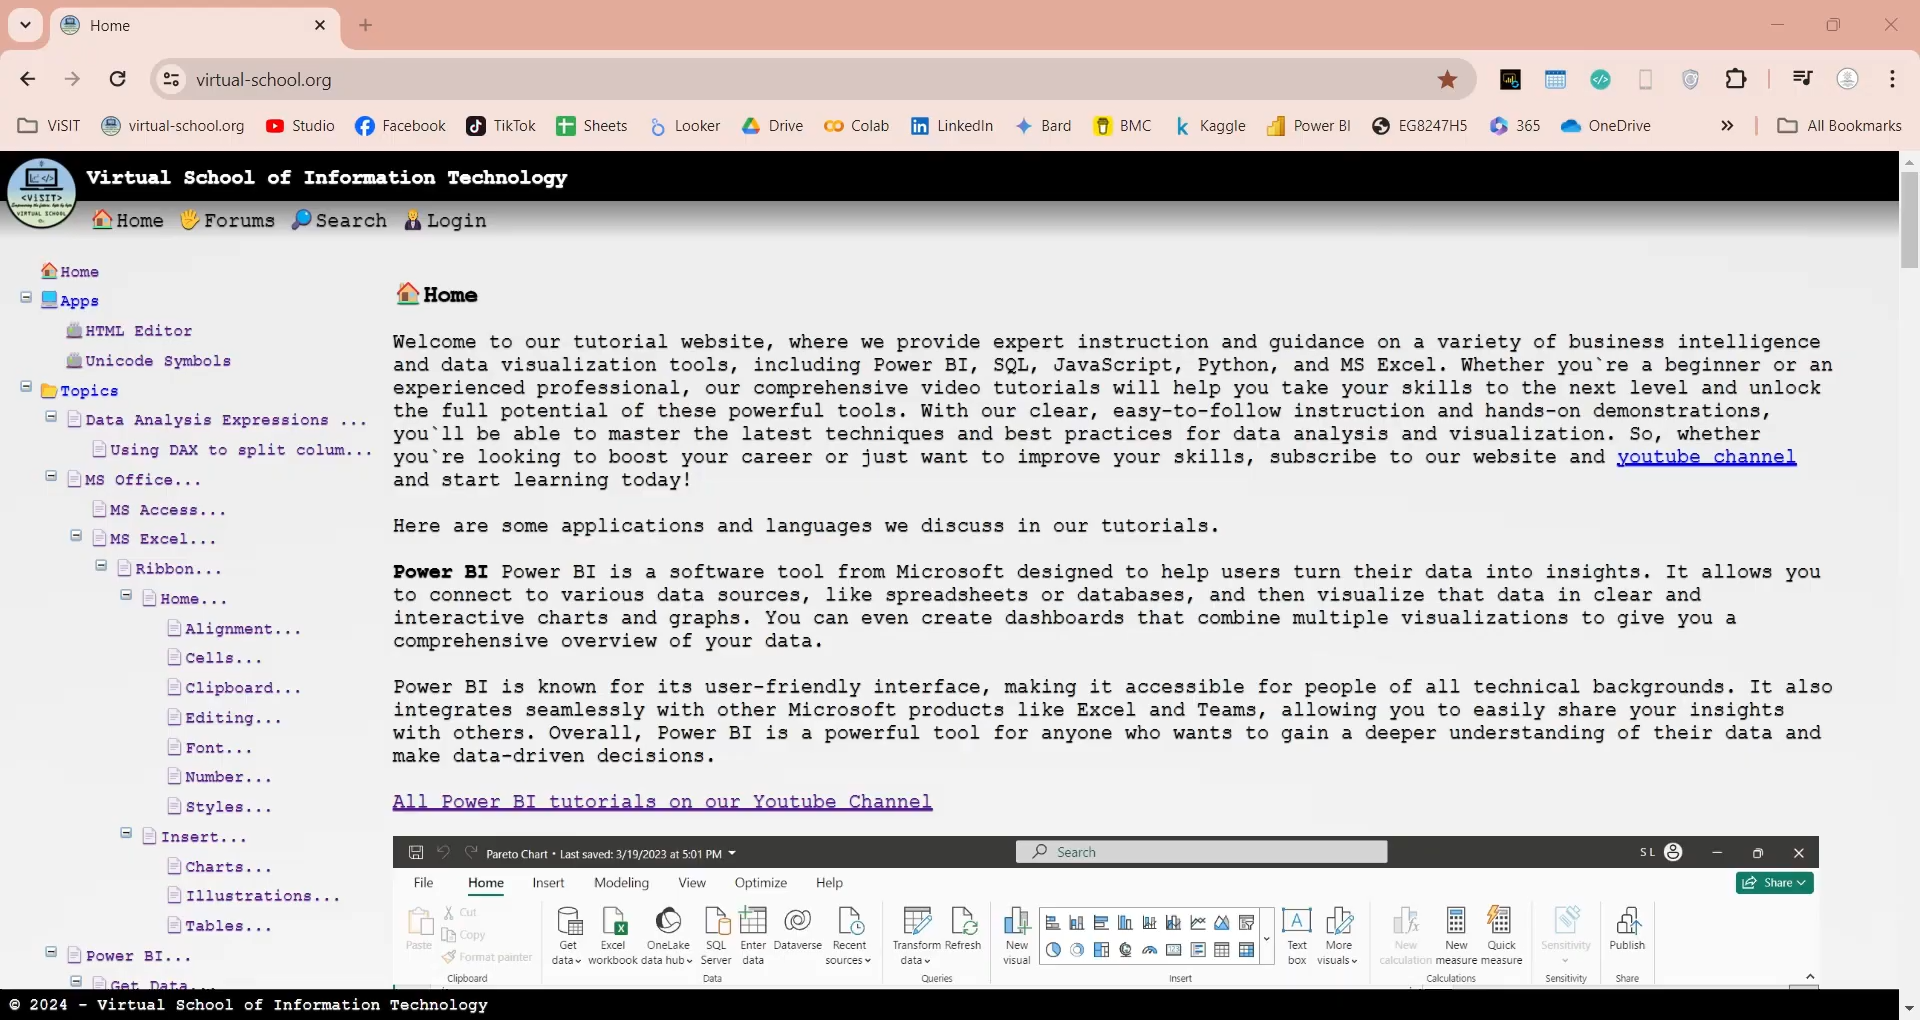 Home
virtual-school.org
ViSIT virtual-school.org Studio Facebook TikTok Sheets Looker Drive Colab LinkedIn Bard BMC Kaggle Power BI EG8247H5 365 OneDrive » All Bookmarks
Virtual School of Information Technology
Home Forums Search Login
Home
Apps
HTML Editor
Unicode Symbols
Topics
Data Analysis Expressions ...
Using DAX to split colum...
MS Office...
MS Access...
MS Excel...
Ribbon...
Home...
Alignment...
Cells...
Clipboard...
Editing...
Font...
Number...
Styles...
Insert...
Charts...
Illustrations...
Tables...
Power BI...
Get Data...
Home
Welcome to our tutorial website, where we provide expert instruction and guidance on a variety of business intelligence
and data visualization tools, including Power BI, SQL, JavaScript, Python, and MS Excel. Whether you`re a beginner or an
experienced professional, our comprehensive video tutorials will help you take your skills to the next level and unlock
the full potential of these powerful tools. With our clear, easy-to-follow instruction and hands-on demonstrations,
you`ll be able to master the latest techniques and best practices for data analysis and visualization. So, whether
you`re looking to boost your career or just want to improve your skills, subscribe to our website and youtube channel
and start learning today!
Here are some applications and languages we discuss in our tutorials.
Power BI Power BI is a software tool from Microsoft designed to help users turn their data into insights. It allows you
to connect to various data sources, like spreadsheets or databases, and then visualize that data in clear and
interactive charts and graphs. You can even create dashboards that combine multiple visualizations to give you a
comprehensive overview of your data.
Power BI is known for its user-friendly interface, making it accessible for people of all technical backgrounds. It also
integrates seamlessly with other Microsoft products like Excel and Teams, allowing you to easily share your insights
with others. Overall, Power BI is a powerful tool for anyone who wants to gain a deeper understanding of their data and
make data-driven decisions.
All Power BI tutorials on our Youtube Channel
Pareto Chart • Last saved: 3/19/2023 at 5:01 PM Search S L
File Home Insert Modeling View Optimize Help Share
Paste Cut Copy Format painter
Clipboard
Get data Excel workbook OneLake data hub SQL Server Enter data Dataverse Recent sources
Data
Transform data Refresh
Queries
New visual Text box More visuals
Insert
New calculation New measure Quick measure
Calculations
Sensitivity
Sensitivity
Publish
Share
© 2024 - Virtual School of Information Technology